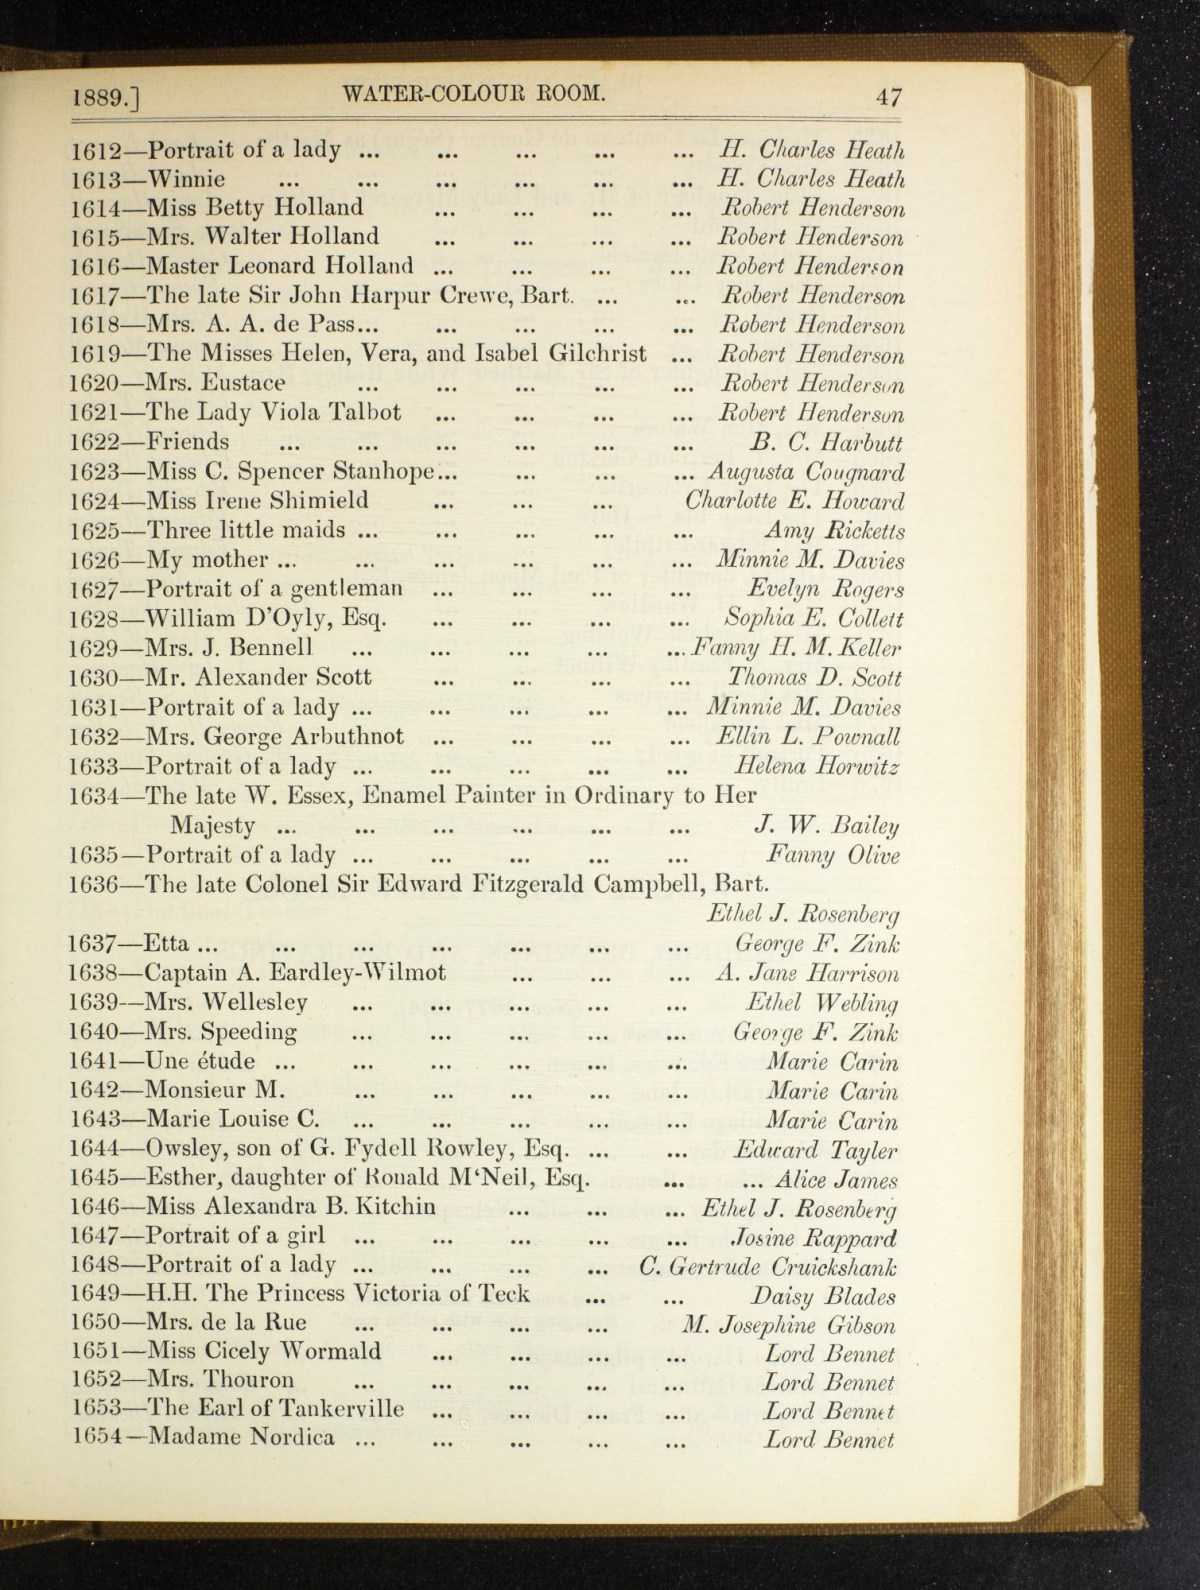 1889.] WATER-COLOUR ROOM. 47
1612—Portrait of a lady ... ... ... ... ... H. Charles Heath
1613—Winnie ... ... ... ... ... ... H. Charles Heath
1614—Miss Betty Holland ... ... ... ... Robert Henderson
1615—Mrs. Walter Holland ... ... ... ... Robert Henderson
1616—Master Leonard Holland ... ... ... ... Robert Henderson
1617—The late Sir John Harpur Crewe, Bart. ... ... Robert Henderson
1618—Mrs. A. A. de Pass... ... ... ... ... Robert Henderson
1619—The Misses Helen, Vera, and Isabel Gilchrist ... Robert Henderson
1620—Mrs. Eustace ... ... ... ... ... Robert Henderson
1621—The Lady Viola Talbot ... ... ... ... Robert Henderson
1622—Friends ... ... ... ... ... ... B. C. Harbutt
1623—Miss C. Spencer Stanhope... ... ... ... Augusta Cougnard
1624—Miss Irene Shimield ... ... ... Charlotte E. Howard
1625—Three little maids ... ... ... ... ... Amy Ricketts
1626—My mother ... ... ... ... ... ... Minnie M. Davies
1627—Portrait of a gentleman ... ... ... ... Evelyn Rogers
1628—William D'Oyly, Esq. ... ... ... ... Sophia E. Collett
1629—Mrs. J. Bennell ... ... ... ... ... Fanny H. M. Keller
1630—Mr. Alexander Scott ... ... ... ... Thomas D. Scott
1631—Portrait of a lady ... ... ... ... ... Minnie M. Davies
1632—Mrs. George Arbuthnot ... ... ... ... Ellin L. Pownall
1633—Portrait of a lady ... ... ... ... ... Helena Horwitz
1634—The late W. Essex, Enamel Painter in Ordinary to Her
Majesty ... ... ... ... ... ... J. W. Bailey
1635—Portrait of a lady ... ... ... ... ... Fanny Olive
1636—The late Colonel Sir Edward Fitzgerald Campbell, Bart.
Ethel J. Rosenberg
1637—Etta ... ... ... ... ... ... ... George F. Zink
1638—Captain A. Eardley-Wilmot ... ... ... A. Jane Harrison
1639—Mrs. Wellesley ... ... ... ... ... Ethel Webling
1640—Mrs. Speeding ... ... ... ... ... George F. Zink
1641—Une étude ... ... ... ... ... ... Marie Carin
1642—Monsieur M. ... ... ... ... ... Marie Carin
1643—Marie Louise C. ... ... ... ... ... Marie Carin
1644—Owsley, son of G. Fydell Rowley, Esq. ... ... Edward Tayler
1645—Esther, daughter of Ronald M‘Neil, Esq. ... ... Alice James
1646—Miss Alexandra B. Kitchin ... ... ... Ethel J. Rosenberg
1647—Portrait of a girl ... ... ... ... ... Josine Rappard
1648—Portrait of a lady ... ... ... ... C. Gertrude Cruickshank
1649—H.H. The Princess Victoria of Teck ... ... Daisy Blades
1650—Mrs. de la Rue ... ... ... ... M. Josephine Gibson
1651—Miss Cicely Wormald ... ... ... ... Lord Bennet
1652—Mrs. Thouron ... ... ... ... ... Lord Bennet
1653—The Earl of Tankerville ... ... ... ... Lord Bennet
1654—Madame Nordica ... ... ... ... ... Lord Bennet